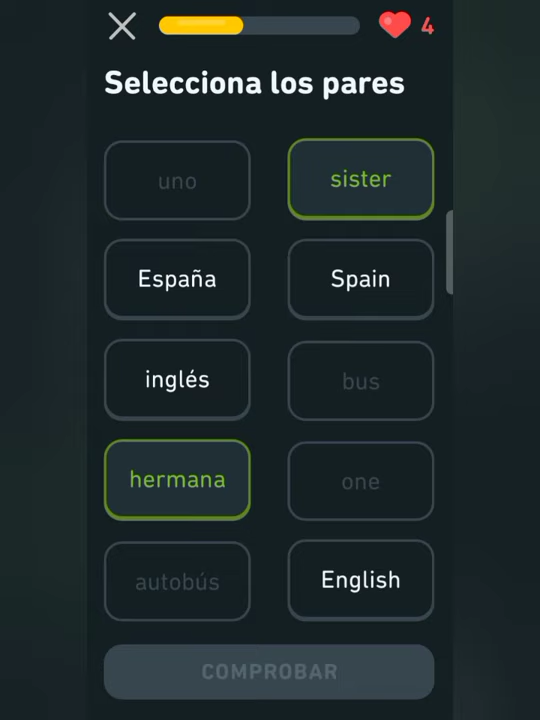 4
Selecciona los pares
uno sister
España Spain
inglés bus
hermana one
autobús English
COMPROBAR